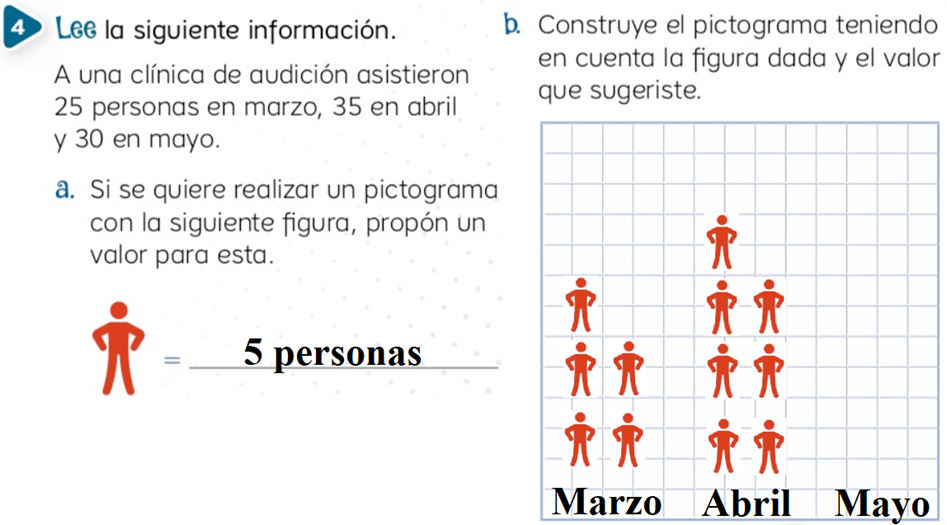 4 Lee la siguiente información.
A una clínica de audición asistieron
25 personas en marzo, 35 en abril
y 30 en mayo.
a. Si se quiere realizar un pictograma
con la siguiente figura, propón un
valor para esta.
= 5 personas
b. Construye el pictograma teniendo
en cuenta la figura dada y el valor
que sugeriste.
Marzo Abril Mayo